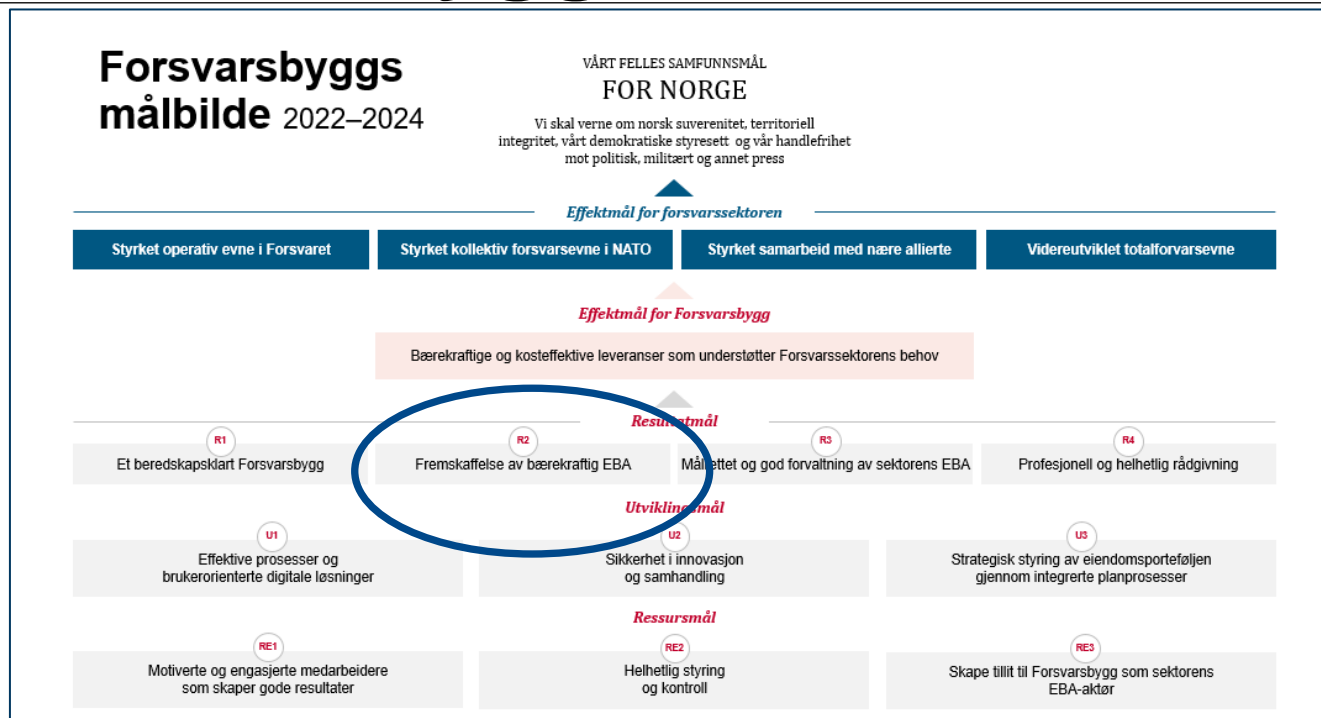 Forsvarsbyggs
målbilde 2022–2024
VÅRT FELLES SAMFUNNSMÅL
FOR NORGE
Vi skal verne om norsk suverenitet, territoriell
integritet, vårt demokratiske styresett og vår handlefrihet
mot politisk, militært og annet press
Effektmål for forsvarssektoren
Styrket operativ evne i Forsvaret
Styrket kollektiv forsvarsevne i NATO
Styrket samarbeid med nære allierte
Videreutviklet totalforvarsevne
Effektmål for Forsvarsbygg
Bærekraftige og kosteffektive leveranser som understøtter Forsvarssektorens behov
Resultatmål
R1
Et beredskapsklart Forsvarsbygg
R2
Fremskaffelse av bærekraftig EBA
R3
Målrettet og god forvaltning av sektorens EBA
R4
Profesjonell og helhetlig rådgivning
Utviklingsmål
U1
Effektive prosesser og
brukerorienterte digitale løsninger
U2
Sikkerhet i innovasjon
og samhandling
U3
Strategisk styring av eiendomsporteføljen
gjennom integrerte planprosesser
Ressursmål
RE1
Motiverte og engasjerte medarbeidere
som skaper gode resultater
RE2
Helhetlig styring
og kontroll
RE3
Skape tillit til Forsvarsbygg som sektorens
EBA-aktør